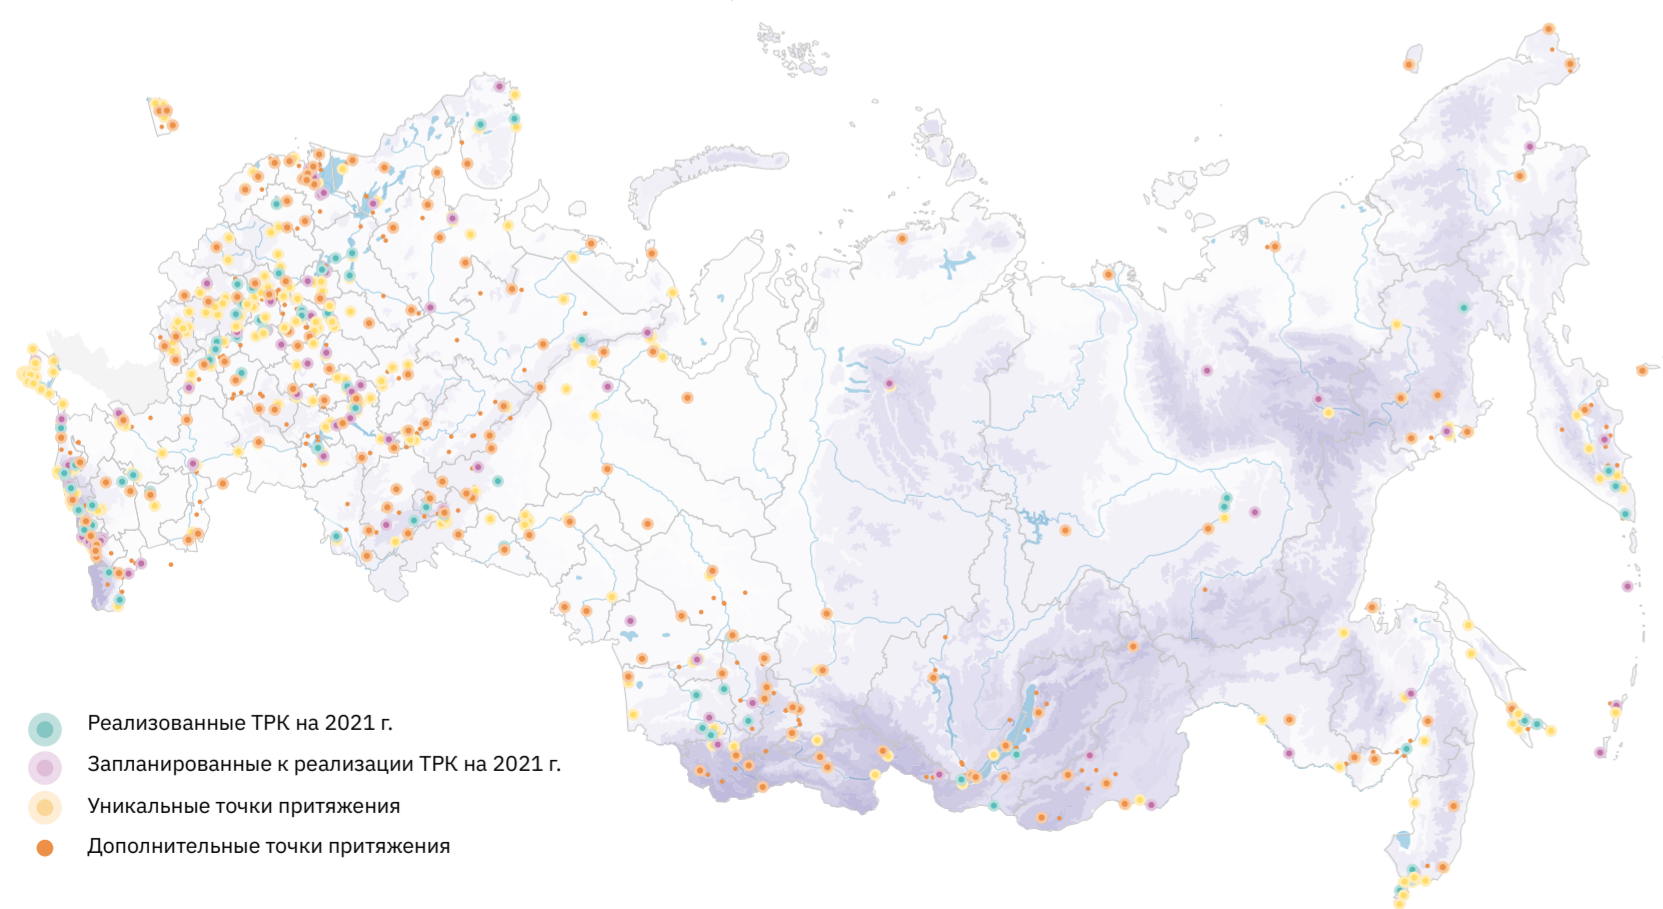 Реализованные ТРК на 2021 г.
Запланированные к реализации ТРК на 2021 г.
Уникальные точки притяжения
Дополнительные точки притяжения